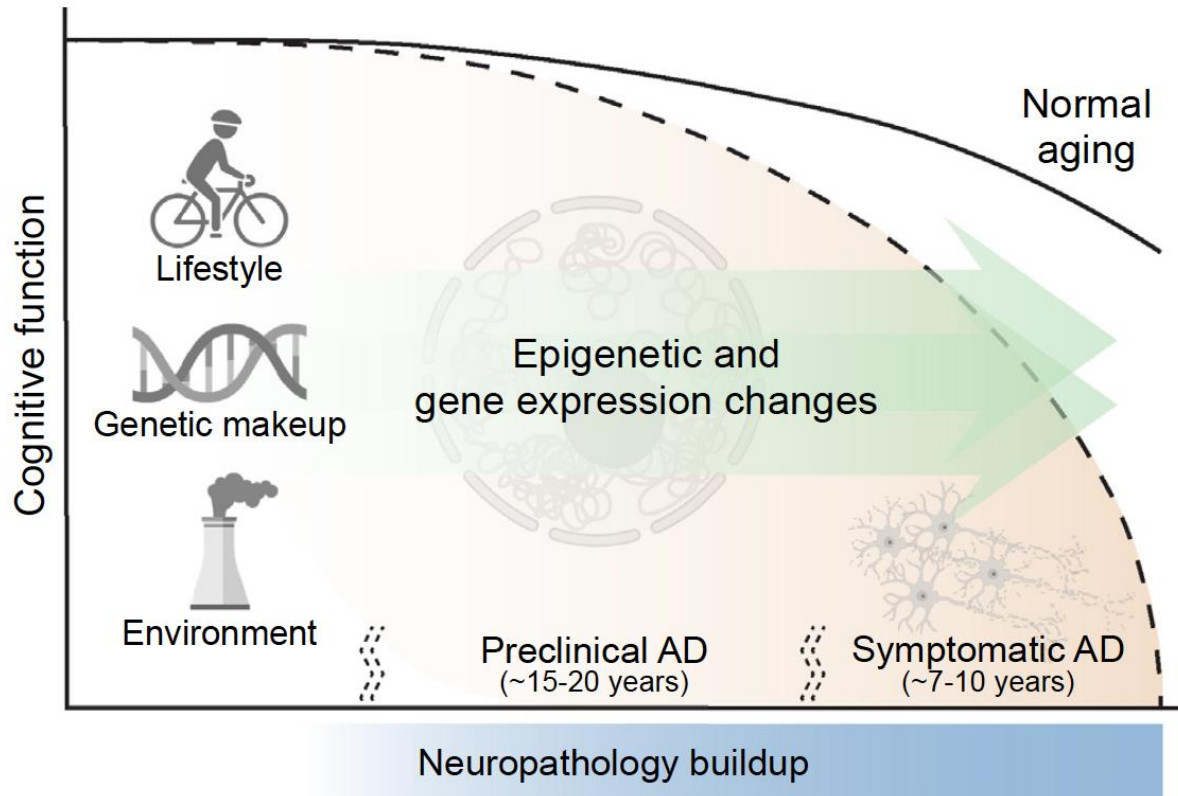 Cognitive function
Normal
aging
Lifestyle
Genetic makeup
Environment
Epigenetic and
gene expression changes
Preclinical AD
(~15-20 years)
Symptomatic AD
(~7-10 years)
Neuropathology buildup